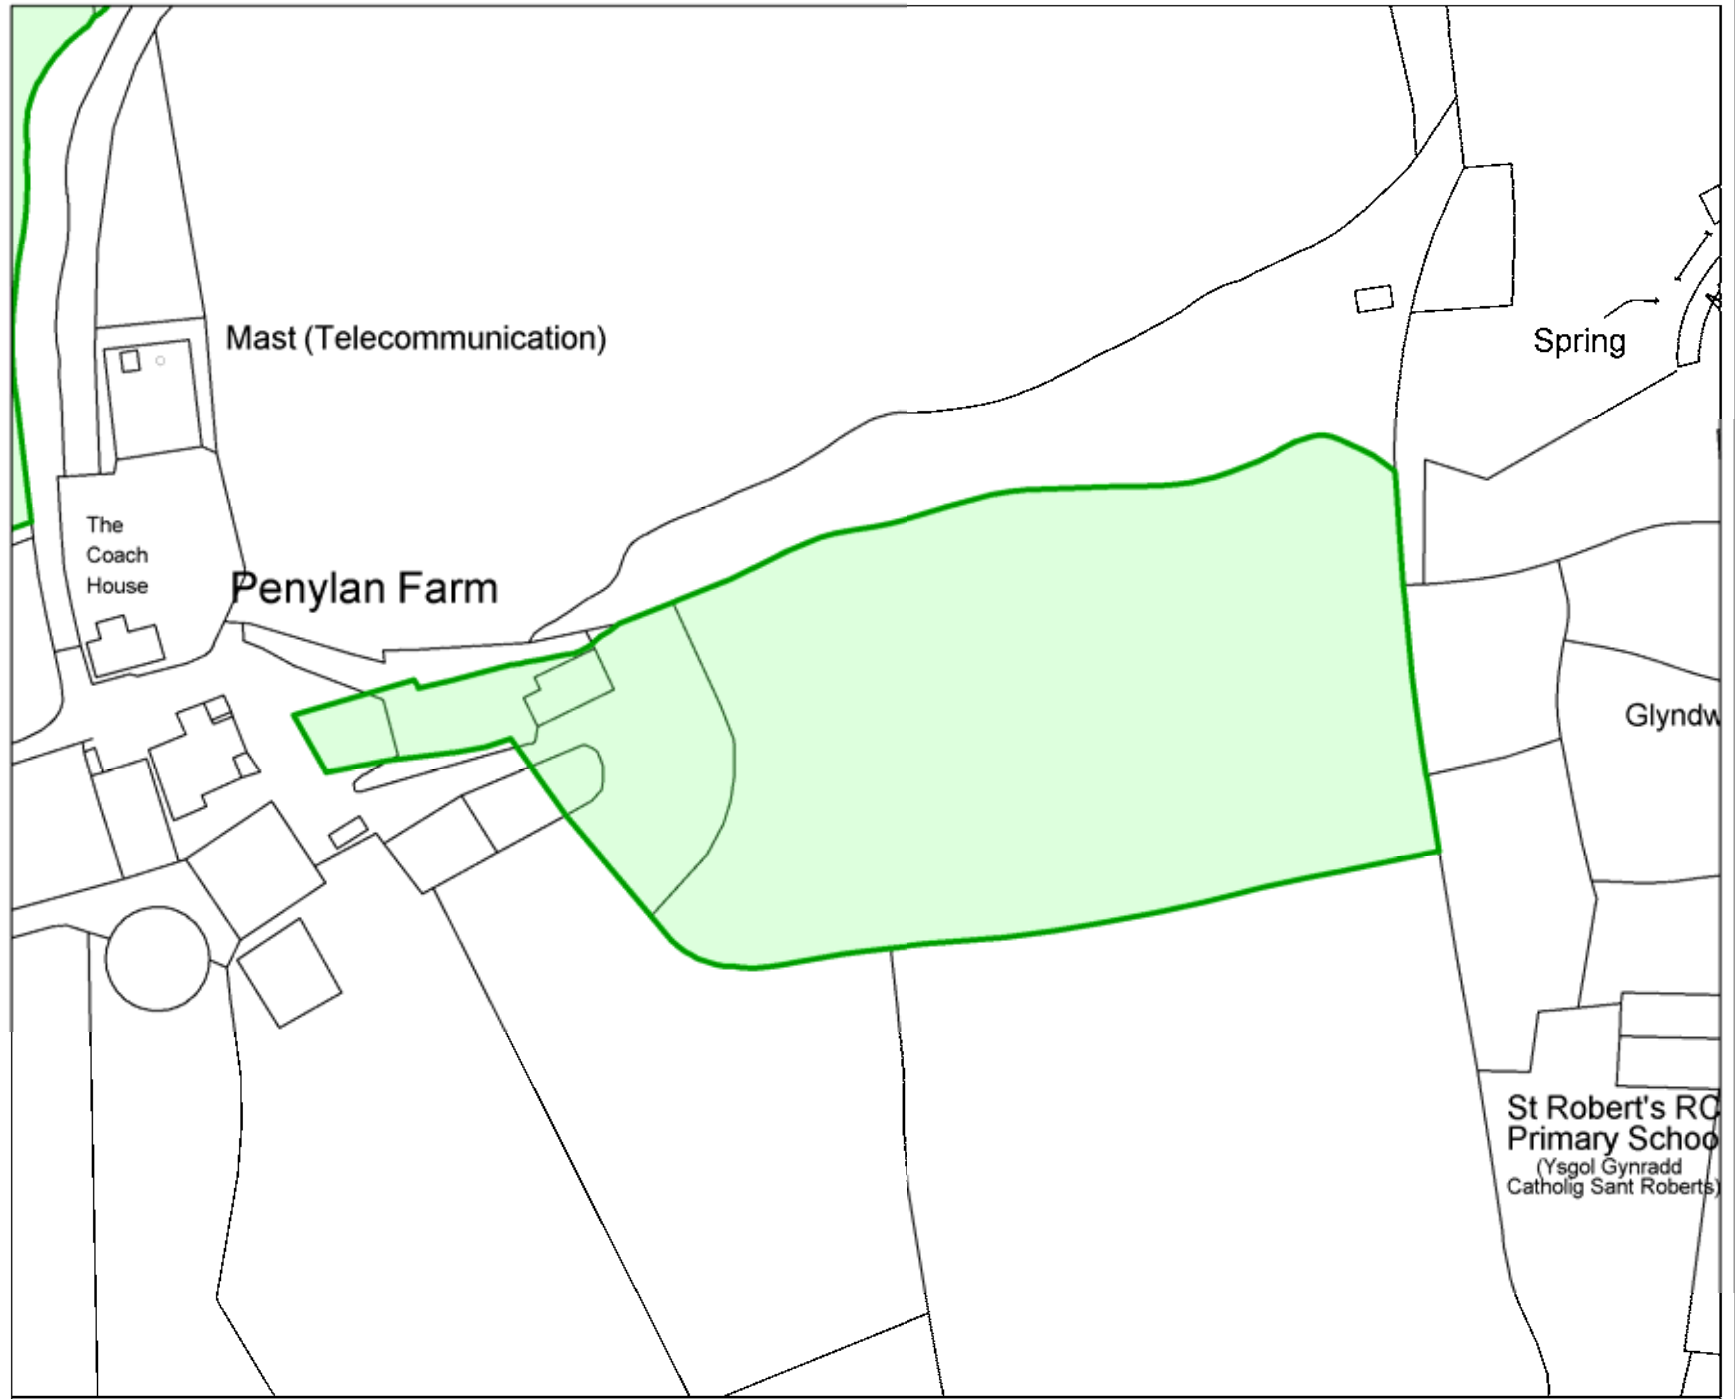 Mast (Telecommunication)
Spring
The
Coach
House
Penylan Farm
Glyndw
St Robert's RC
Primary Schoo
(Ysgol Gynradd
Catholig Sant Roberts)